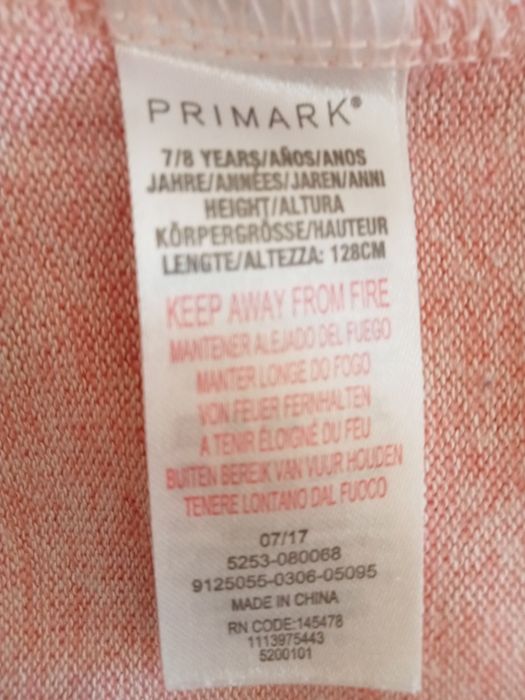 PRIMARK®
7/8 YEARS/AÑOS/ANOS
JAHRE/ANNÉES/JAREN/ANNI
HEIGHT/ALTURA
KÖRPERGRÖSSE/HAUTEUR
LENGTE/ALTEZZA: 128CM
KEEP AWAY FROM FIRE
MANTENER ALEJADO DEL FUEGO
MANTER LONGE DO FOGO
VON FEUER FERNHALTEN
A TENIR ÉLOIGNÉ DU FEU
BUITEN BEREIK VAN VUUR HOUDEN
TENERE LONTANO DAL FUOCO
07/17
5253-080068
9125055-0306-05095
MADE IN CHINA
RN CODE:145478
1113975443
5200101